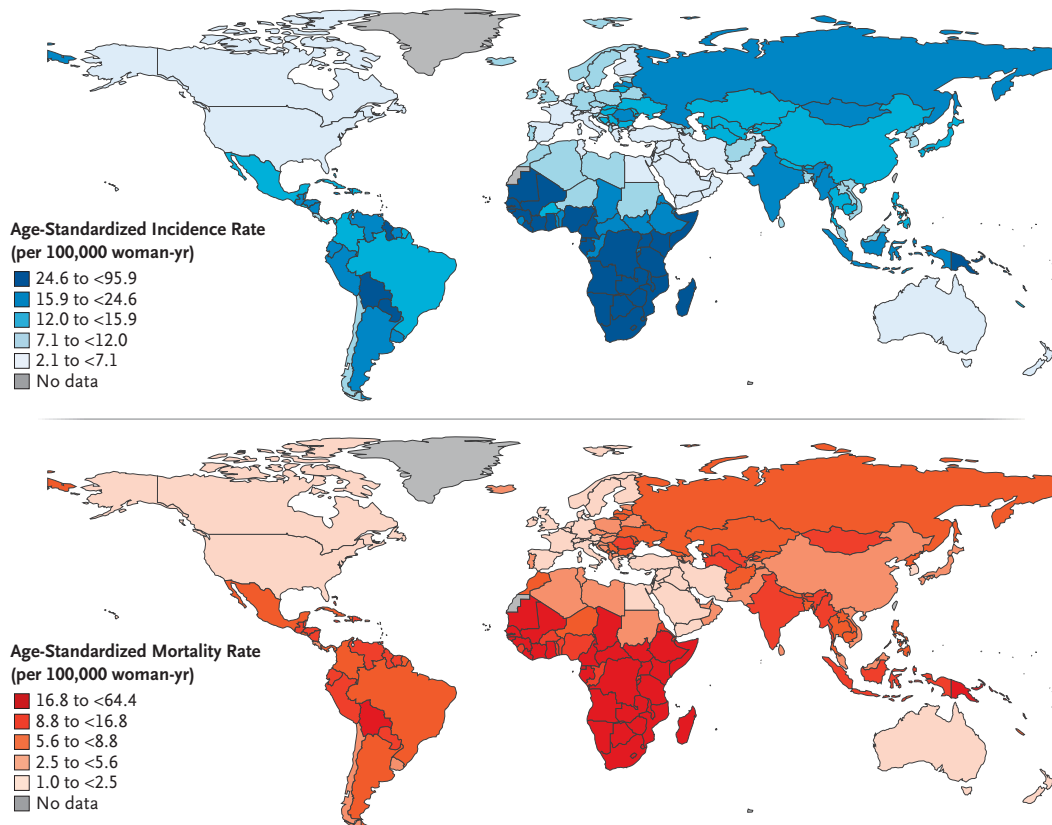 Age-Standardized Incidence Rate
(per 100,000 woman-yr)
24.6 to <95.9
15.9 to <24.6
12.0 to <15.9
7.1 to <12.0
2.1 to <7.1
No data
Age-Standardized Mortality Rate
(per 100,000 woman-yr)
16.8 to <64.4
8.8 to <16.8
5.6 to <8.8
2.5 to <5.6
1.0 to <2.5
No data